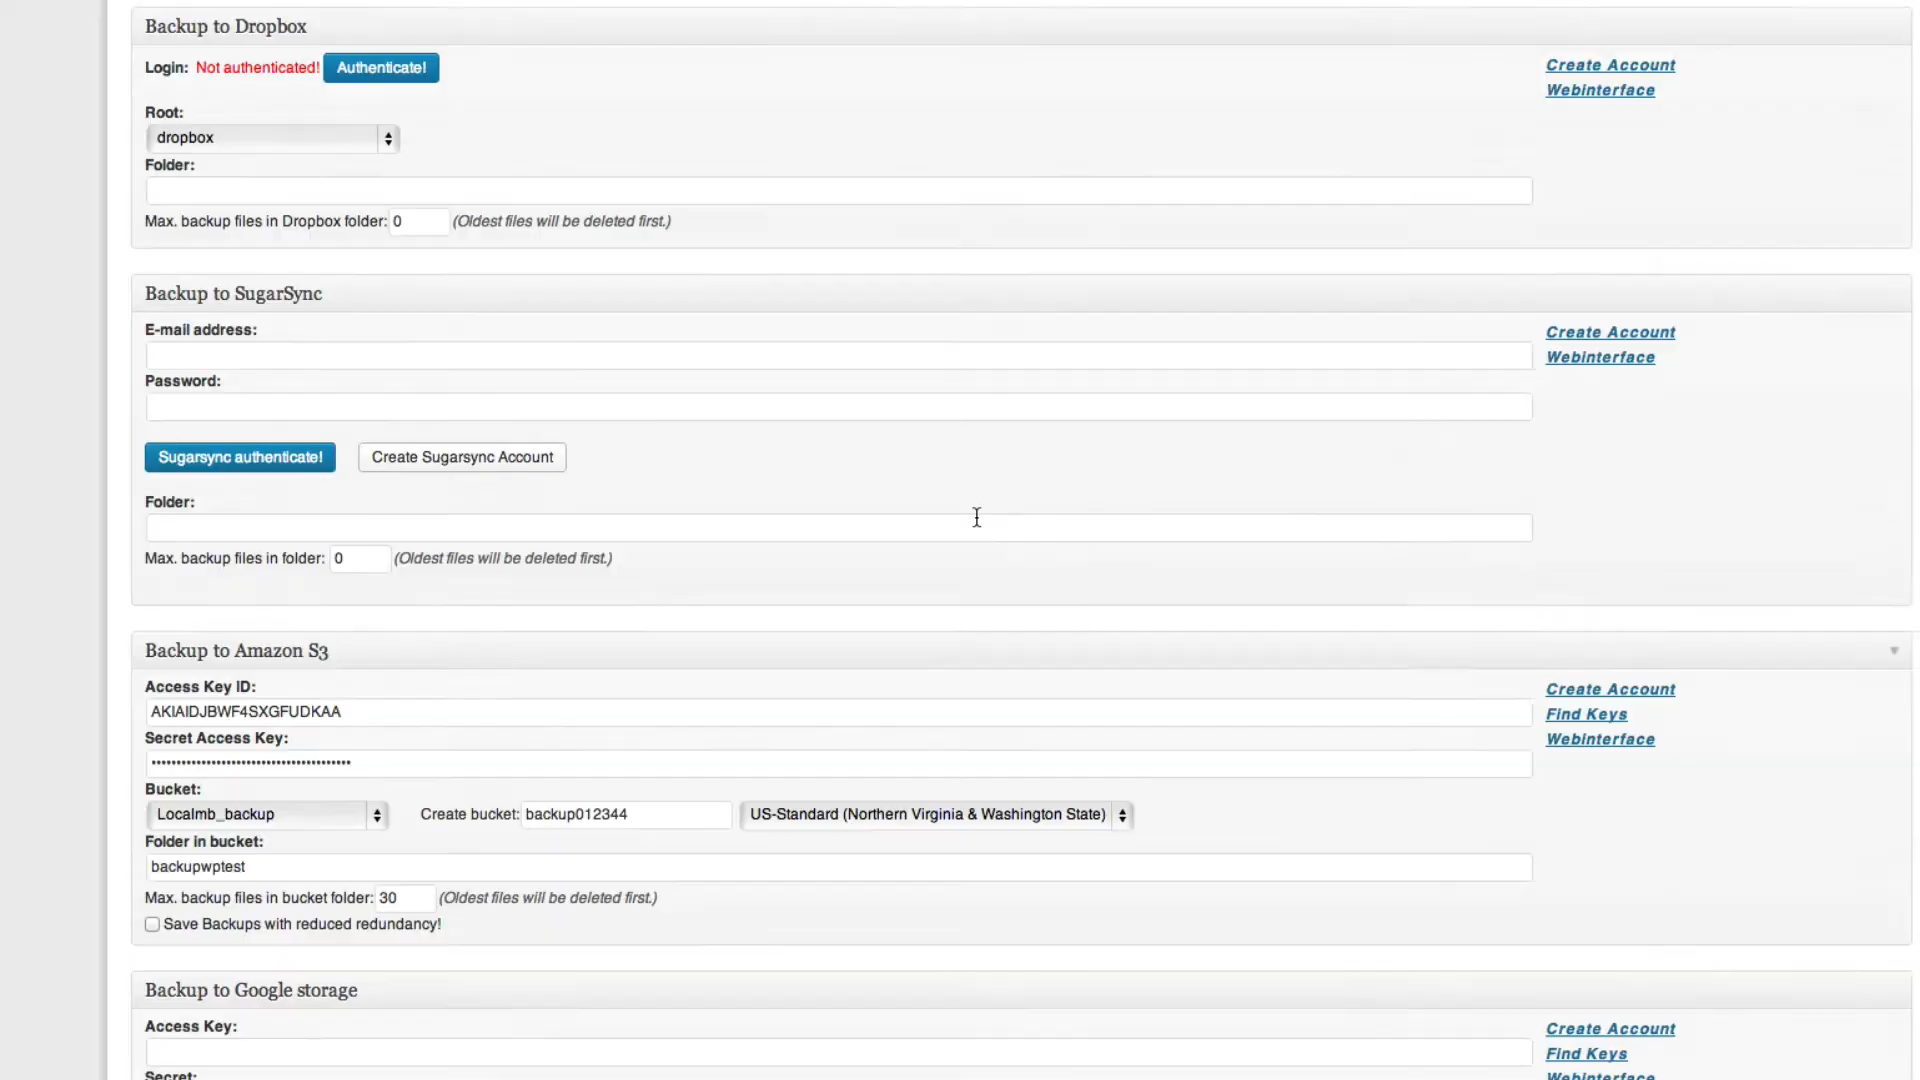 Backup to Dropbox
Login: Not authenticated! Authenticate!
Create Account
Webinterface
Root:
dropbox
Folder:
Max. backup files in Dropbox folder: 0 (Oldest files will be deleted first.)
Backup to SugarSync
E-mail address:
Create Account
Webinterface
Password:
Sugarsync authenticate! Create Sugarsync Account
Folder:
Max. backup files in folder: 0 (Oldest files will be deleted first.)
Backup to Amazon S3
Access Key ID:
AKIAIDJBWF4SXGFUDKAA
Create Account
Find Keys
Webinterface
Secret Access Key:
••••••••••••••••••••••••••••••••••••••••
Bucket:
Localmb_backup Create bucket: backup012344 US-Standard (Northern Virginia & Washington State)
Folder in bucket:
backupwptest
Max. backup files in bucket folder: 30 (Oldest files will be deleted first.)
Save Backups with reduced redundancy!
Backup to Google storage
Access Key:
Create Account
Find Keys
Secret:
Webinterface